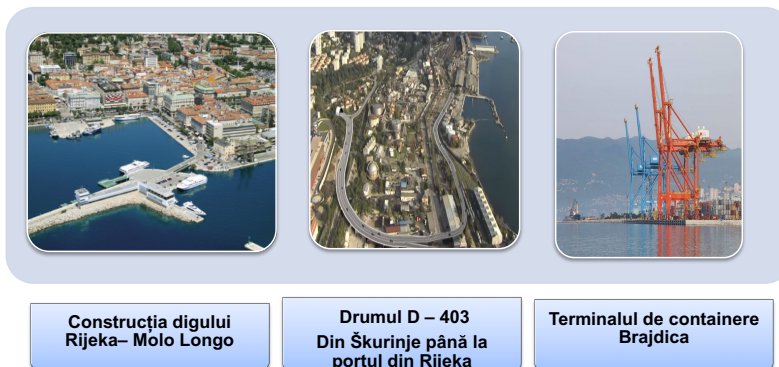 Construcția digului
Rijeka– Molo Longo
Drumul D – 403
Din Škurinje până la
portul din Rijeka
Terminalul de containere
Brajdica